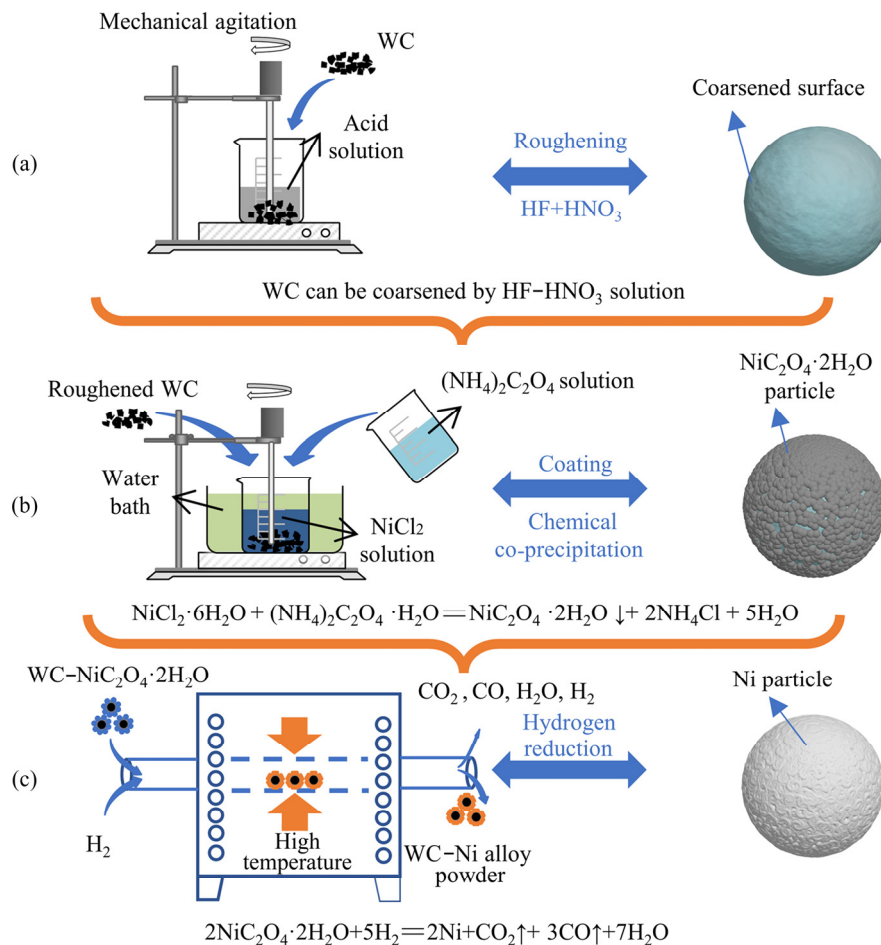 Mechanical agitation
WC
Acid
solution
(a)
Roughening
HF+HNO₃
Coarsened surface
WC can be coarsened by HF−HNO₃ solution
Roughened WC
(NH₄)₂C₂O₄ solution
Water
bath
NiCl₂
solution
(b)
Coating
Chemical
co-precipitation
NiC₂O₄·2H₂O
particle
NiCl₂·6H₂O + (NH₄)₂C₂O₄ ·H₂O═NiC₂O₄ ·2H₂O ↓+ 2NH₄Cl + 5H₂O
WC−NiC₂O₄·2H₂O
H₂
(c)
High
temperature
CO₂ , CO, H₂O, H₂
WC−Ni alloy
powder
Hydrogen
reduction
Ni particle
2NiC₂O₄·2H₂O+5H₂═2Ni+CO₂↑+ 3CO↑+7H₂O